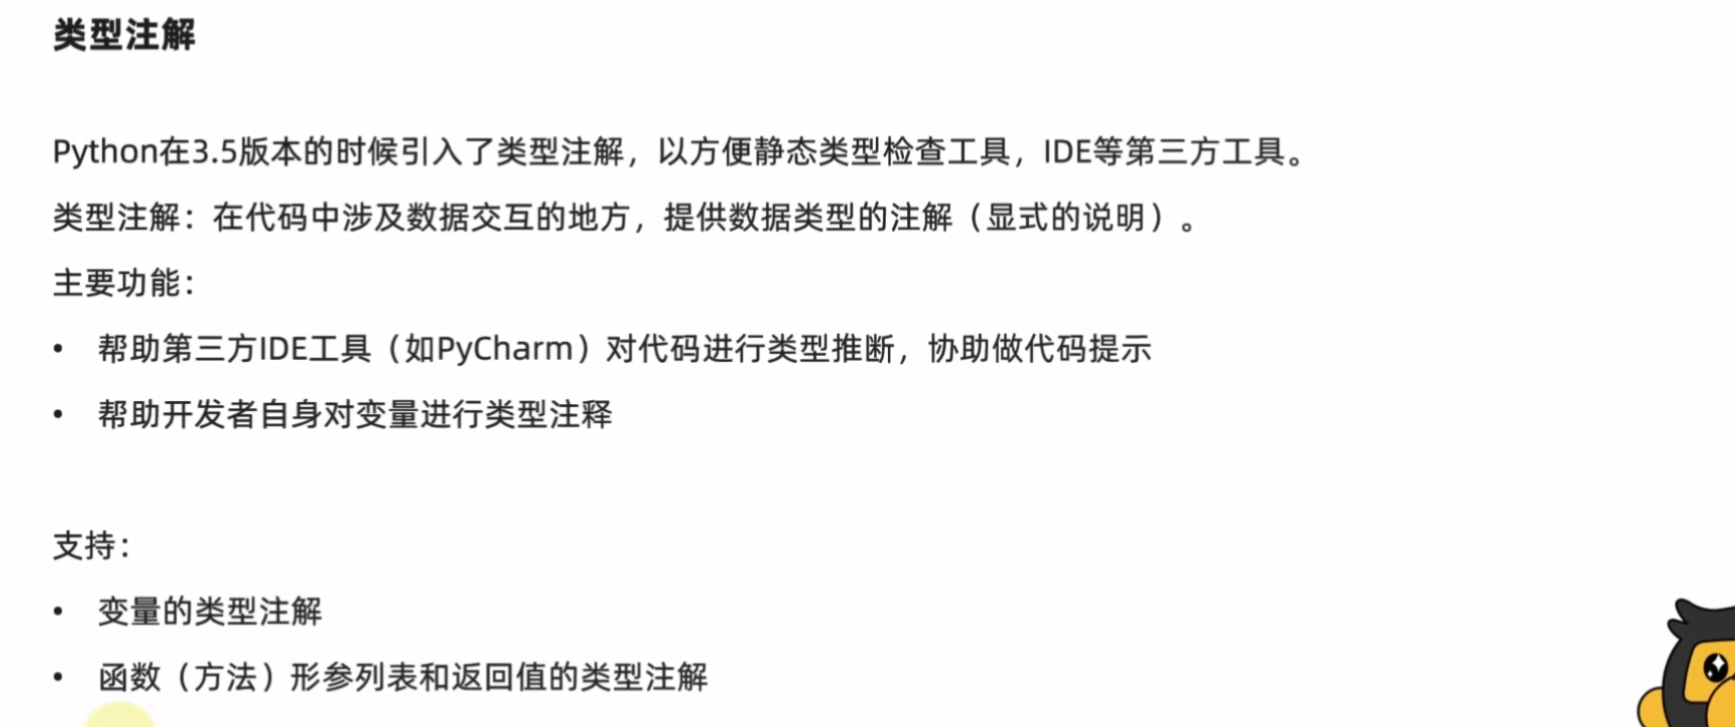 类型注解
Python在3.5版本的时候引入了类型注解，以方便静态类型检查工具，IDE等第三方工具。
类型注解：在代码中涉及数据交互的地方，提供数据类型的注解（显式的说明）。
主要功能：
• 帮助第三方IDE工具（如PyCharm）对代码进行类型推断，协助做代码提示
• 帮助开发者自身对变量进行类型注释
支持：
• 变量的类型注解
• 函数（方法）形参列表和返回值的类型注解